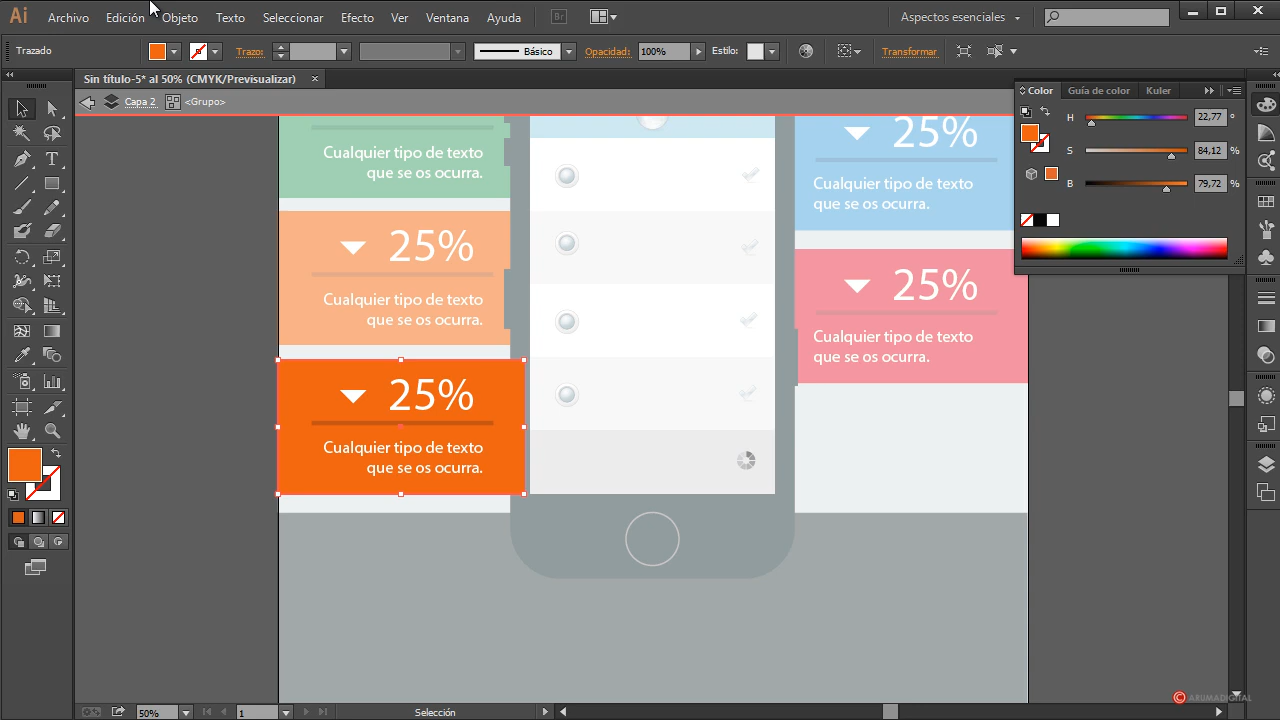 Ai Archivo Edición Objeto Texto Seleccionar Efecto Ver Ventana Ayuda Br Aspectos esenciales
Trazado Trazo: Básico Opacidad: 100% Estilo: Transformar
Sin título-5* al 50% (CMYK/Previsualizar)
Capa 2 <Grupo>
Color Guía de color Kuler
H 22,77 °
S 84,12 %
B 79,72 %
Cualquier tipo de texto
que se os ocurra.
25%
Cualquier tipo de texto
que se os ocurra.
25%
Cualquier tipo de texto
que se os ocurra.
25%
Cualquier tipo de texto
que se os ocurra.
25%
Cualquier tipo de texto
que se os ocurra.
© ARUMADIGITAL
50% 1 Selección